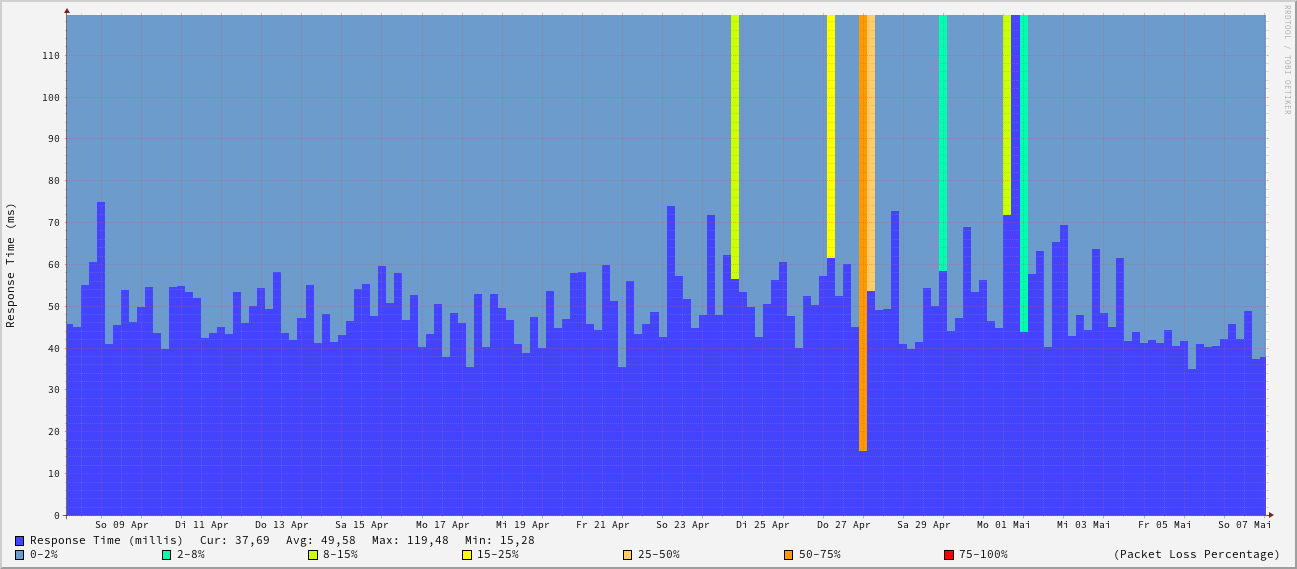 RRDTOOL / TOBI OETIKER
Response Time (ms)
110
100
90
80
70
60
50
40
30
20
10
0
So 09 Apr Di 11 Apr Do 13 Apr Sa 15 Apr Mo 17 Apr Mi 19 Apr Fr 21 Apr So 23 Apr Di 25 Apr Do 27 Apr Sa 29 Apr Mo 01 Mai Mi 03 Mai Fr 05 Mai So 07 Mai
Response Time (millis) Cur: 37,69 Avg: 49,58 Max: 119,48 Min: 15,28
0-2% 2-8% 8-15% 15-25% 25-50% 50-75% 75-100% (Packet Loss Percentage)